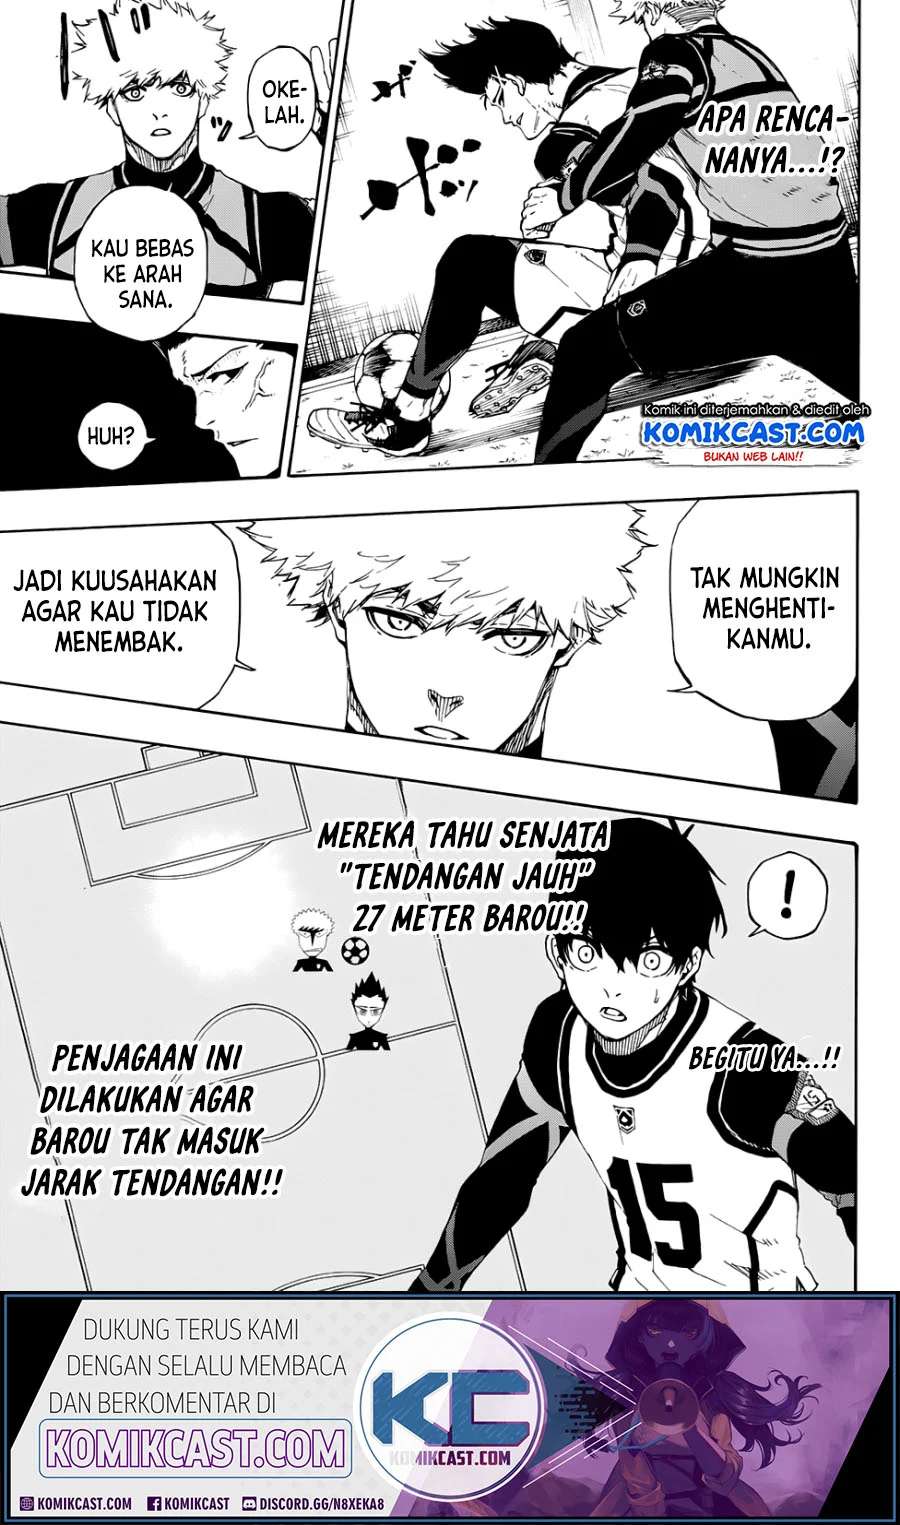 APA RENCA-
NANYA....!?
OKE-
LAH.
KAU BEBAS
KE ARAH
SANA.
HUH?
Komik ini diterjemahkan & diedit oleh
KOMIKCAST.COM
BUKAN WEB LAIN!!
TAK MUNGKIN
MENGHENTI-
KANMU.
JADI KUUSAHAKAN
AGAR KAU TIDAK
MENEMBAK.
!
MEREKA TAHU SENJATA
"TENDANGAN JAUH"
27 METER BAROU!!
BEGITU YA...!!
15
PENJAGAAN INI
DILAKUKAN AGAR
BAROU TAK MASUK
JARAK TENDANGAN!!
DUKUNG TERUS KAMI
DENGAN SELALU MEMBACA
DAN BERKOMENTAR DI
KOMIKCAST.COM
KC
KOMIKCAST.COM
KOMIKCAST.COM
KOMIKCAST
DISCORD.GG/N8XEKA8